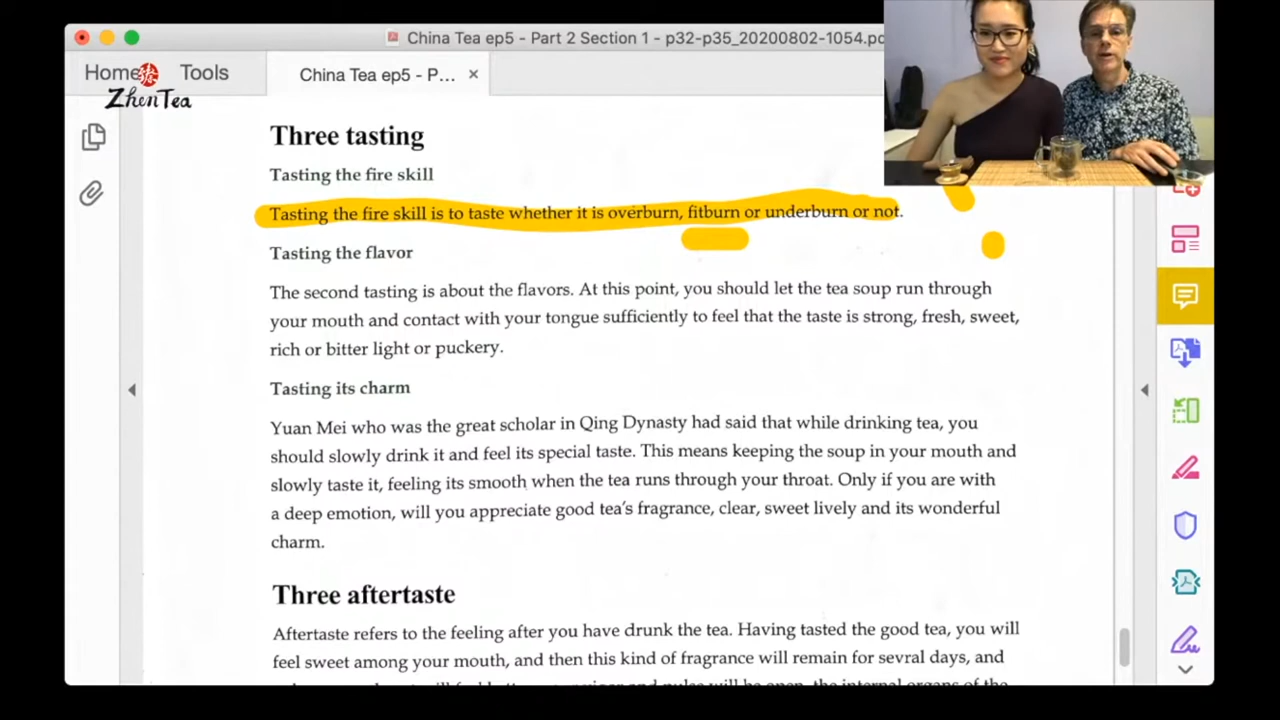 China Tea ep5 - Part 2 Section 1 - p32-p35_20200802-1054.pc
Home Tools China Tea ep5 - P... ×
ZhenTea
Three tasting
Tasting the fire skill
Tasting the fire skill is to taste whether it is overburn, fitburn or underburn or not.
Tasting the flavor
The second tasting is about the flavors. At this point, you should let the tea soup run through
your mouth and contact with your tongue sufficiently to feel that the taste is strong, fresh, sweet,
rich or bitter light or puckery.
Tasting its charm
Yuan Mei who was the great scholar in Qing Dynasty had said that while drinking tea, you
should slowly drink it and feel its special taste. This means keeping the soup in your mouth and
slowly taste it, feeling its smooth when the tea runs through your throat. Only if you are with
a deep emotion, will you appreciate good tea's fragrance, clear, sweet lively and its wonderful
charm.
Three aftertaste
Aftertaste refers to the feeling after you have drunk the tea. Having tasted the good tea, you will
feel sweet among your mouth, and then this kind of fragrance will remain for sevral days, and